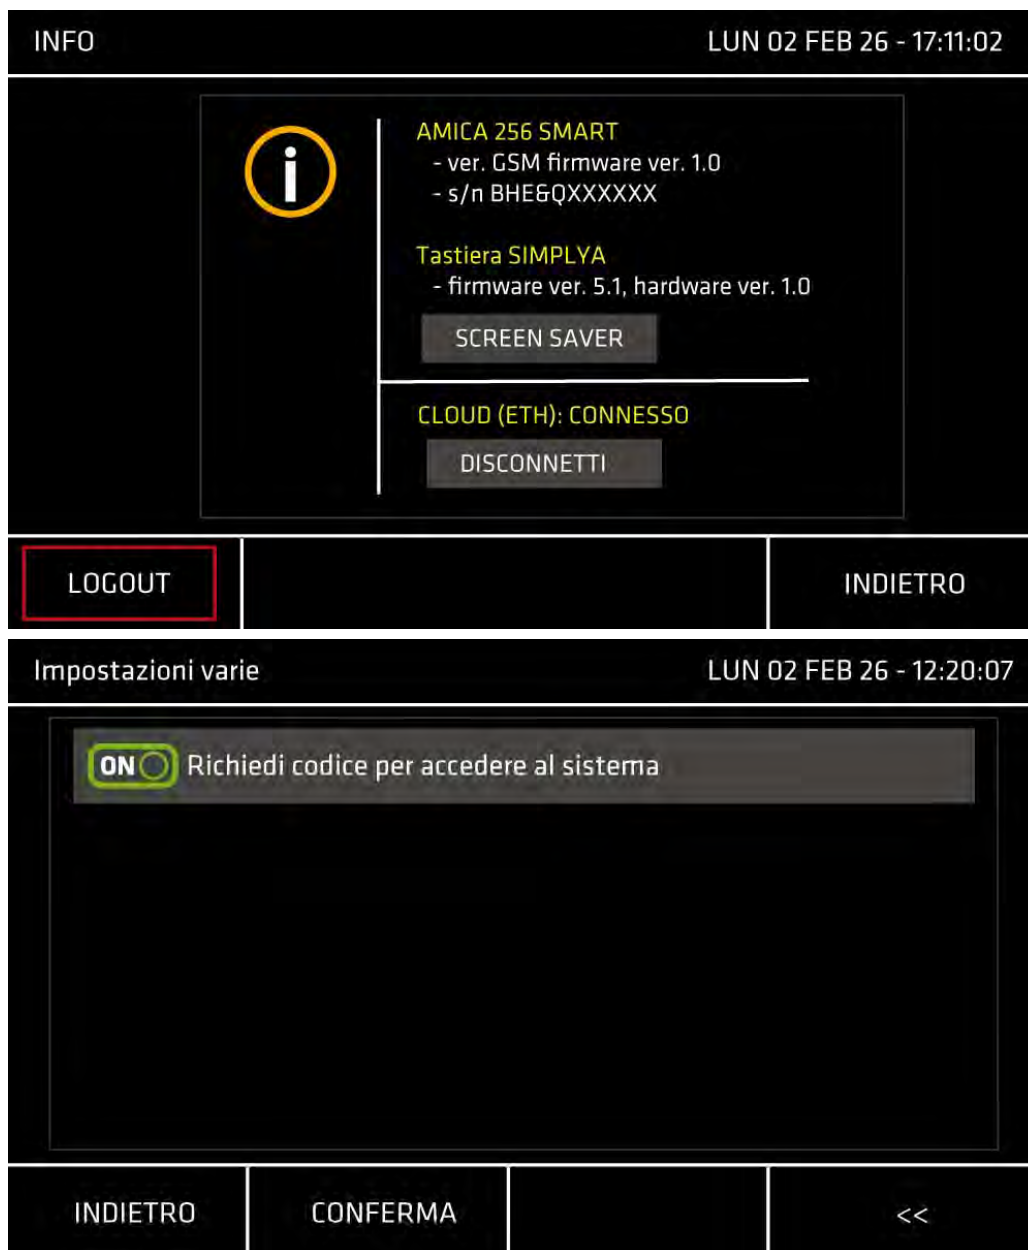 INFO
LUN 02 FEB 26 - 17:11:02
AMICA 256 SMART
- ver. GSM firmware ver. 1.0
- s/n BHE&QXXXXXX
Tastiera SIMPLYA
- firmware ver. 5.1, hardware ver. 1.0
SCREEN SAVER
CLOUD (ETH): CONNESSO
DISCONNETTI
LOGOUT
INDIETRO
Impostazioni varie
LUN 02 FEB 26 - 12:20:07
ON Richiedi codice per accedere al sistema
INDIETRO
CONFERMA
<<